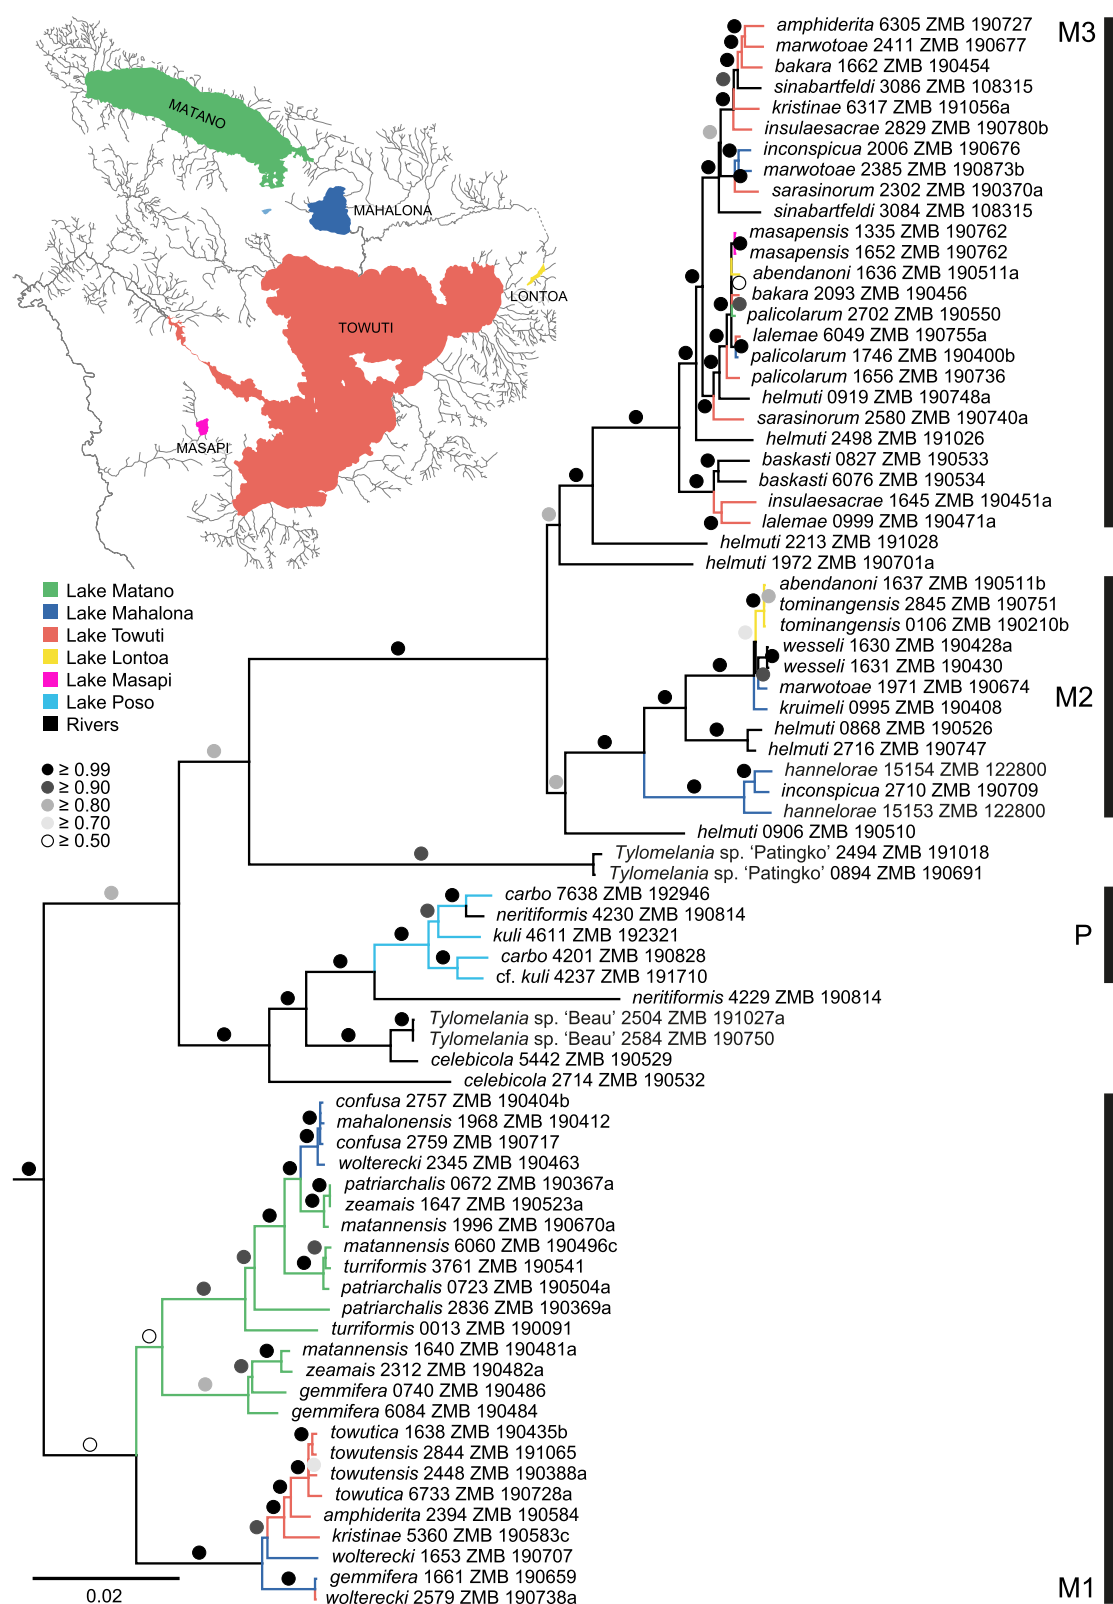 MATANO
MAHALONA
LONTOA
TOWUTI
MASAPI
Lake Matano
Lake Mahalona
Lake Towuti
Lake Lontoa
Lake Masapi
Lake Poso
Rivers
≥ 0.99
≥ 0.90
≥ 0.80
≥ 0.70
≥ 0.50
M3
amphiderita 6305 ZMB 190727
marwotoae 2411 ZMB 190677
bakara 1662 ZMB 190454
sinabartfeldi 3086 ZMB 108315
kristinae 6317 ZMB 191056a
insulaesacrae 2829 ZMB 190780b
inconspicua 2006 ZMB 190676
marwotoae 2385 ZMB 190873b
sarasinorum 2302 ZMB 190370a
sinabartfeldi 3084 ZMB 108315
masapensis 1335 ZMB 190762
masapensis 1652 ZMB 190762
abendanoni 1636 ZMB 190511a
bakara 2093 ZMB 190456
palicolarum 2702 ZMB 190550
lalemae 6049 ZMB 190755a
palicolarum 1746 ZMB 190400b
palicolarum 1656 ZMB 190736
helmuti 0919 ZMB 190748a
sarasinorum 2580 ZMB 190740a
helmuti 2498 ZMB 191026
baskasti 0827 ZMB 190533
baskasti 6076 ZMB 190534
insulaesacrae 1645 ZMB 190451a
lalemae 0999 ZMB 190471a
helmuti 2213 ZMB 191028
helmuti 1972 ZMB 190701a
abendanoni 1637 ZMB 190511b
tominangensis 2845 ZMB 190751
tominangensis 0106 ZMB 190210b
wesseli 1630 ZMB 190428a
wesseli 1631 ZMB 190430
marwotoae 1971 ZMB 190674
M2
kruimeli 0995 ZMB 190408
helmuti 0868 ZMB 190526
helmuti 2716 ZMB 190747
hannelorae 15154 ZMB 122800
inconspicua 2710 ZMB 190709
hannelorae 15153 ZMB 122800
helmuti 0906 ZMB 190510
Tylomelania sp. ‘Patingko’ 2494 ZMB 191018
Tylomelania sp. ‘Patingko’ 0894 ZMB 190691
carbo 7638 ZMB 192946
neritiformis 4230 ZMB 190814
kuli 4611 ZMB 192321
P
carbo 4201 ZMB 190828
cf. kuli 4237 ZMB 191710
neritiformis 4229 ZMB 190814
Tylomelania sp. ‘Beau’ 2504 ZMB 191027a
Tylomelania sp. ‘Beau’ 2584 ZMB 190750
celebicola 5442 ZMB 190529
celebicola 2714 ZMB 190532
confusa 2757 ZMB 190404b
mahalonensis 1968 ZMB 190412
confusa 2759 ZMB 190717
wolterecki 2345 ZMB 190463
patriarchalis 0672 ZMB 190367a
zeamais 1647 ZMB 190523a
matannensis 1996 ZMB 190670a
matannensis 6060 ZMB 190496c
turriformis 3761 ZMB 190541
patriarchalis 0723 ZMB 190504a
patriarchalis 2836 ZMB 190369a
turriformis 0013 ZMB 190091
matannensis 1640 ZMB 190481a
zeamais 2312 ZMB 190482a
gemmifera 0740 ZMB 190486
gemmifera 6084 ZMB 190484
towutica 1638 ZMB 190435b
towutensis 2844 ZMB 191065
towutensis 2448 ZMB 190388a
towutica 6733 ZMB 190728a
amphiderita 2394 ZMB 190584
kristinae 5360 ZMB 190583c
wolterecki 1653 ZMB 190707
gemmifera 1661 ZMB 190659
wolterecki 2579 ZMB 190738a
M1
0.02